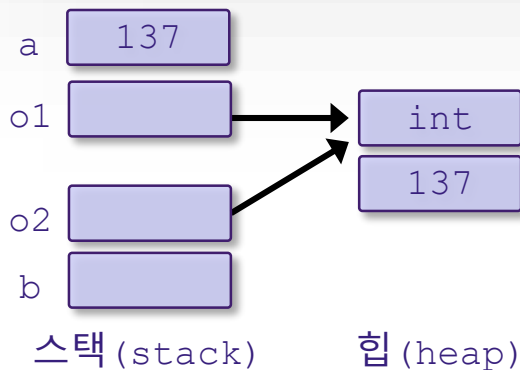 a 137
o1 int
137
o2
b
스택(stack) 힙(heap)